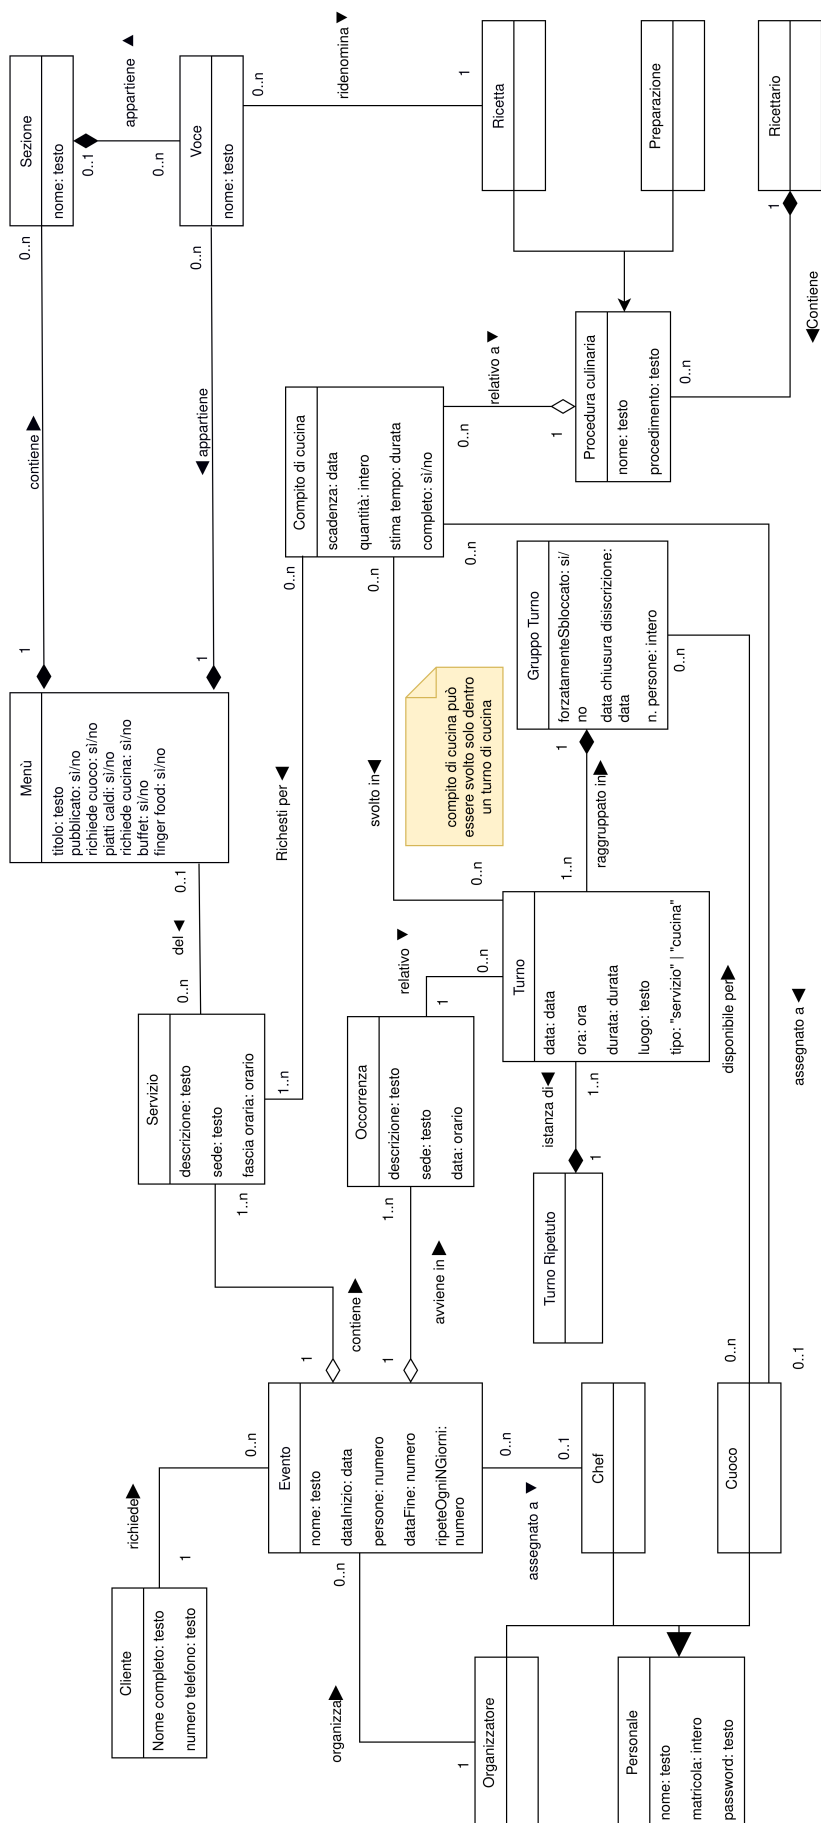 Sezione
nome: testo
appartiene
0..1
0..n
Voce
nome: testo
0..n
ridenomina
1
Ricetta
Preparazione
Ricettario
1
Contiene
0..n
contiene
1
0..n
appartiene
1
Procedura culinaria
nome: testo
procedimento: testo
0..n
relativo a
1
0..n
Compito di cucina
scadenza: data
quantità: intero
stima tempo: durata
completo: sì/no
0..n
0..n
0..n
Gruppo Turno
forzatamenteSbloccato: si/
no
data chiusura disiscrizione:
data
n. persone: intero
0..n
1
raggruppato in
1..n
compito di cucina può
essere svolto solo dentro
un turno di cucina
Menù
titolo: testo
pubblicato: sì/no
richiede cuoco: sì/no
piatti caldi: sì/no
richiede cucina: sì/no
buffet: sì/no
finger food: sì/no
0..1
del
0..n
Richesti per
1..n
svolto in
0..n
Servizio
descrizione: testo
sede: testo
fascia oraria: orario
1..n
relativo
0..n
1
Occorrenza
descrizione: testo
sede: testo
data: orario
1..n
Turno
data: data
ora: ora
durata: durata
luogo: testo
tipo: "servizio" | "cucina"
disponibile per
assegnato a
istanza di
1..n
1
Turno Ripetuto
contiene
1
avviene in
1
0..n
0..1
Evento
nome: testo
dataInizio: data
persone: numero
dataFine: numero
ripeteOgniNGiorni:
numero
0..n
richiede
1
Cliente
Nome completo: testo
numero telefono: testo
0..n
organizza
1
0..n
assegnato a
0..1
Chef
Cuoco
Organizzatore
Personale
nome: testo
matricola: intero
password: testo